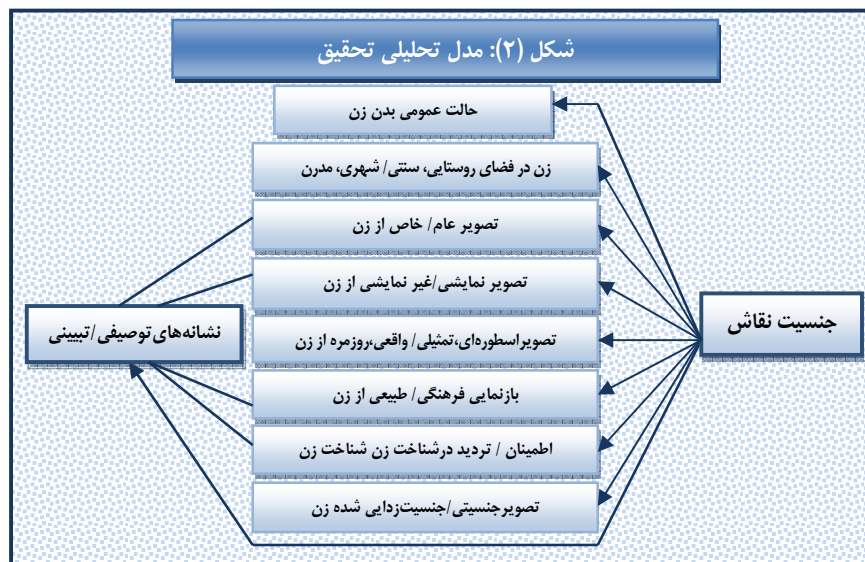 شکل (۲): مدل تحلیلی تحقیق
حالت عمومی بدن زن
زن در فضای روستایی، سنتی/ شهری، مدرن
تصویر عام/ خاص از زن
تصویر نمایشی/غیر نمایشی از زن
جنسیت نقاش
نشانه‌های توصیفی/تبیینی
تصویراسطوره‌ای،تمثیلی/ واقعی،روزمره از زن
بازنمایی فرهنگی/ طبیعی از زن
اطمینان / تردید درشناخت زن شناخت زن
تصویرجنسیتی/جنسیت‌زدایی شده زن